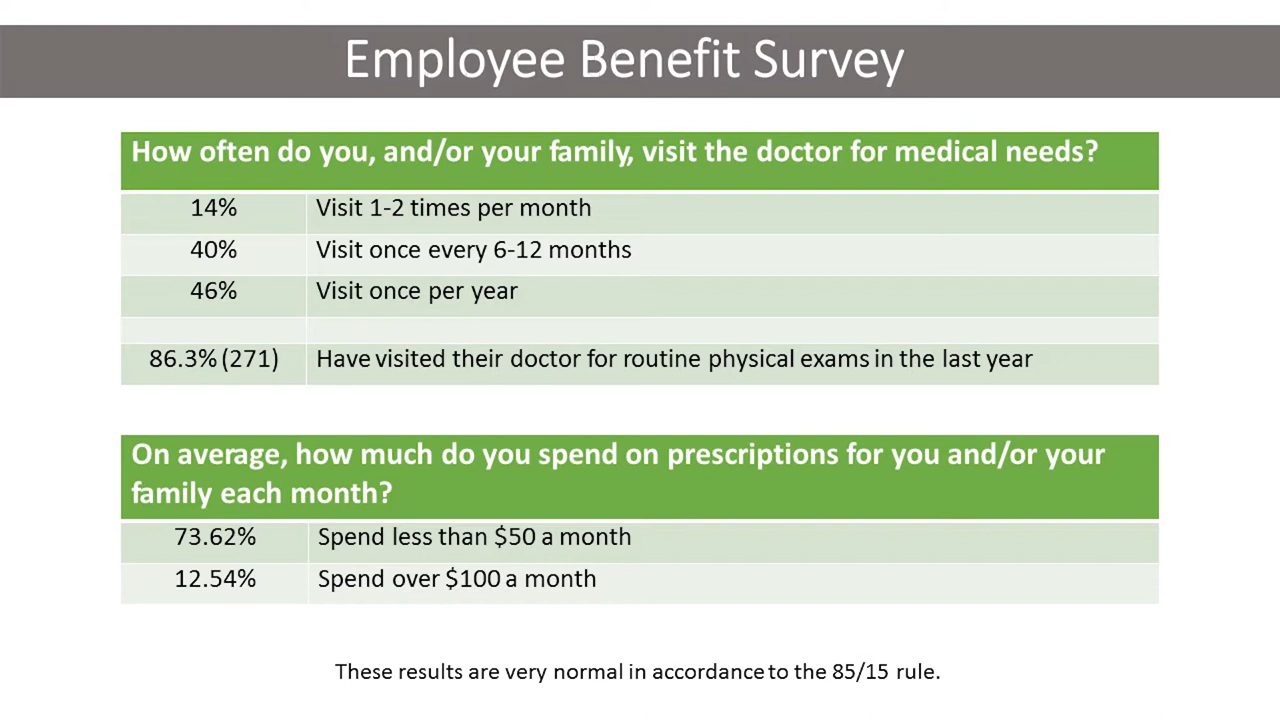 Employee Benefit Survey
How often do you, and/or your family, visit the doctor for medical needs?
14% Visit 1-2 times per month
40% Visit once every 6-12 months
46% Visit once per year
86.3% (271) Have visited their doctor for routine physical exams in the last year
On average, how much do you spend on prescriptions for you and/or your
family each month?
73.62% Spend less than $50 a month
12.54% Spend over $100 a month
These results are very normal in accordance to the 85/15 rule.